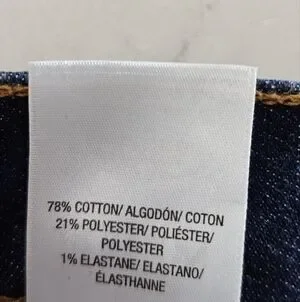 78% COTTON/ ALGODÓN/ COTON
21% POLYESTER/ POLIÉSTER/
POLYESTER
1% ELASTANE/ ELASTANO/
ÉLASTHANNE